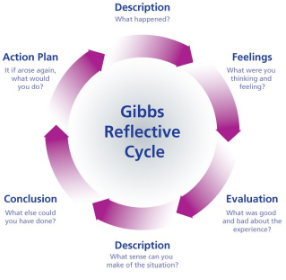 Description
What happened?
Feelings
What were you
thinking and
feeling?
Evaluation
What was good
and bad about the
experience?
Description
What sense can you
make of the situation?
Conclusion
What else could
you have done?
Action Plan
It if arose again,
what would
you do?
Gibbs
Reflective
Cycle